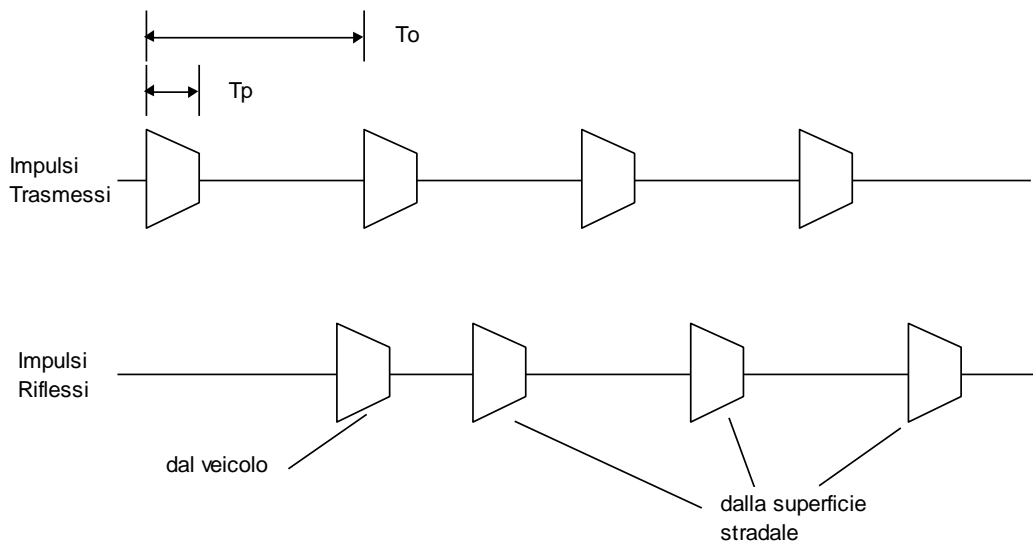 To
Tp
Impulsi
Trasmessi
Impulsi
Riflessi
dal veicolo
dalla superficie
stradale